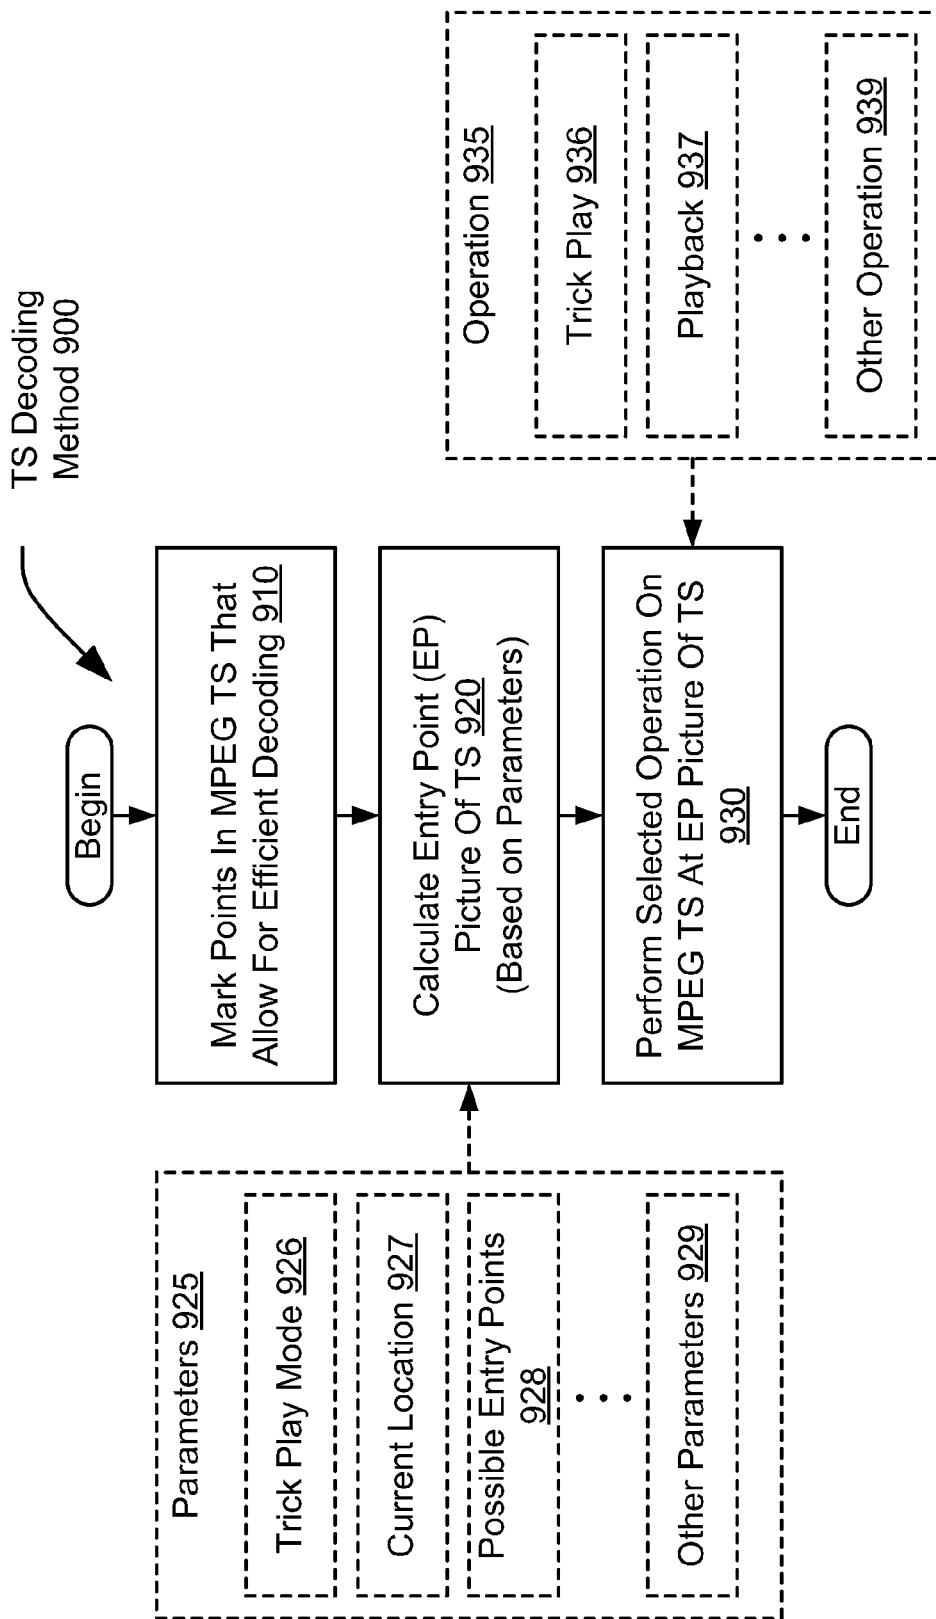 TS Decoding
Method 900
Begin
Mark Points In MPEG TS That
Allow For Efficient Decoding 910
Calculate Entry Point (EP)
Picture Of TS 920
(Based on Parameters)
Perform Selected Operation On
MPEG TS At EP Picture Of TS
930
End
Parameters 925
Trick Play Mode 926
Current Location 927
Possible Entry Points
928
Other Parameters 929
Operation 935
Trick Play 936
Playback 937
Other Operation 939